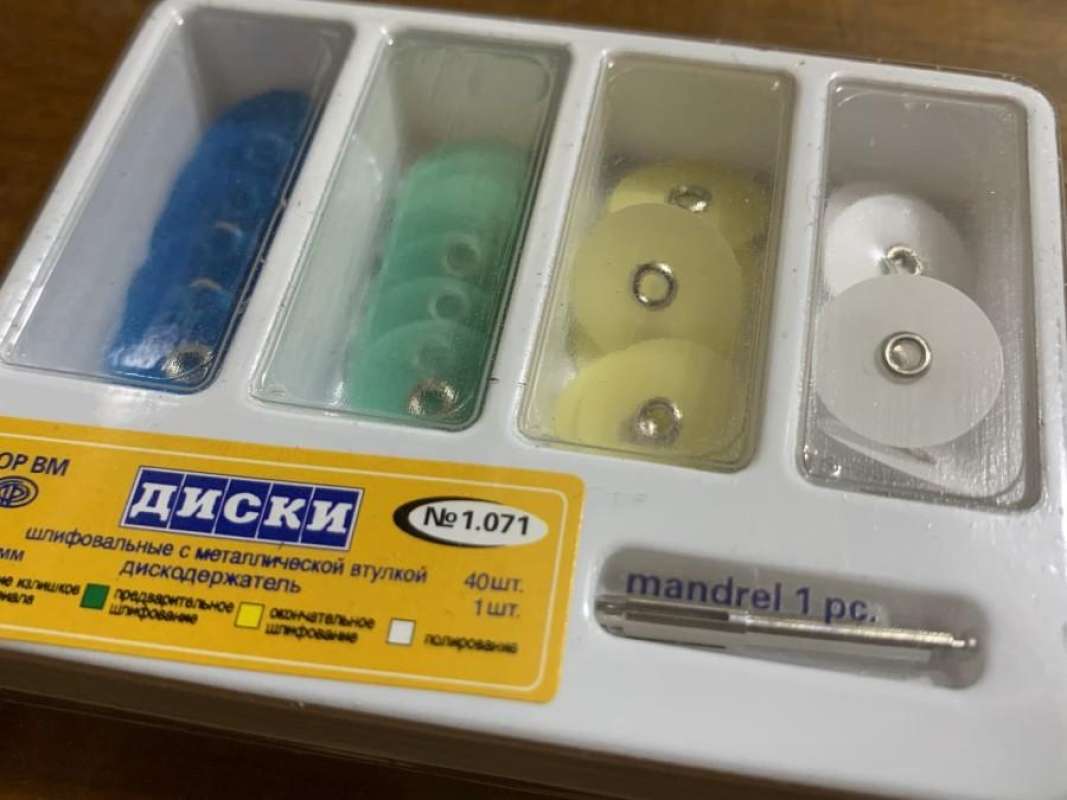 ОР ВМ
ДИСКИ
№1.071
шлифовальные с металлической втулкой 40шт.
мм дискодержатель 1шт.
излишков предварительное шлифование окончательное шлифование полирование
mandrel 1 pc.